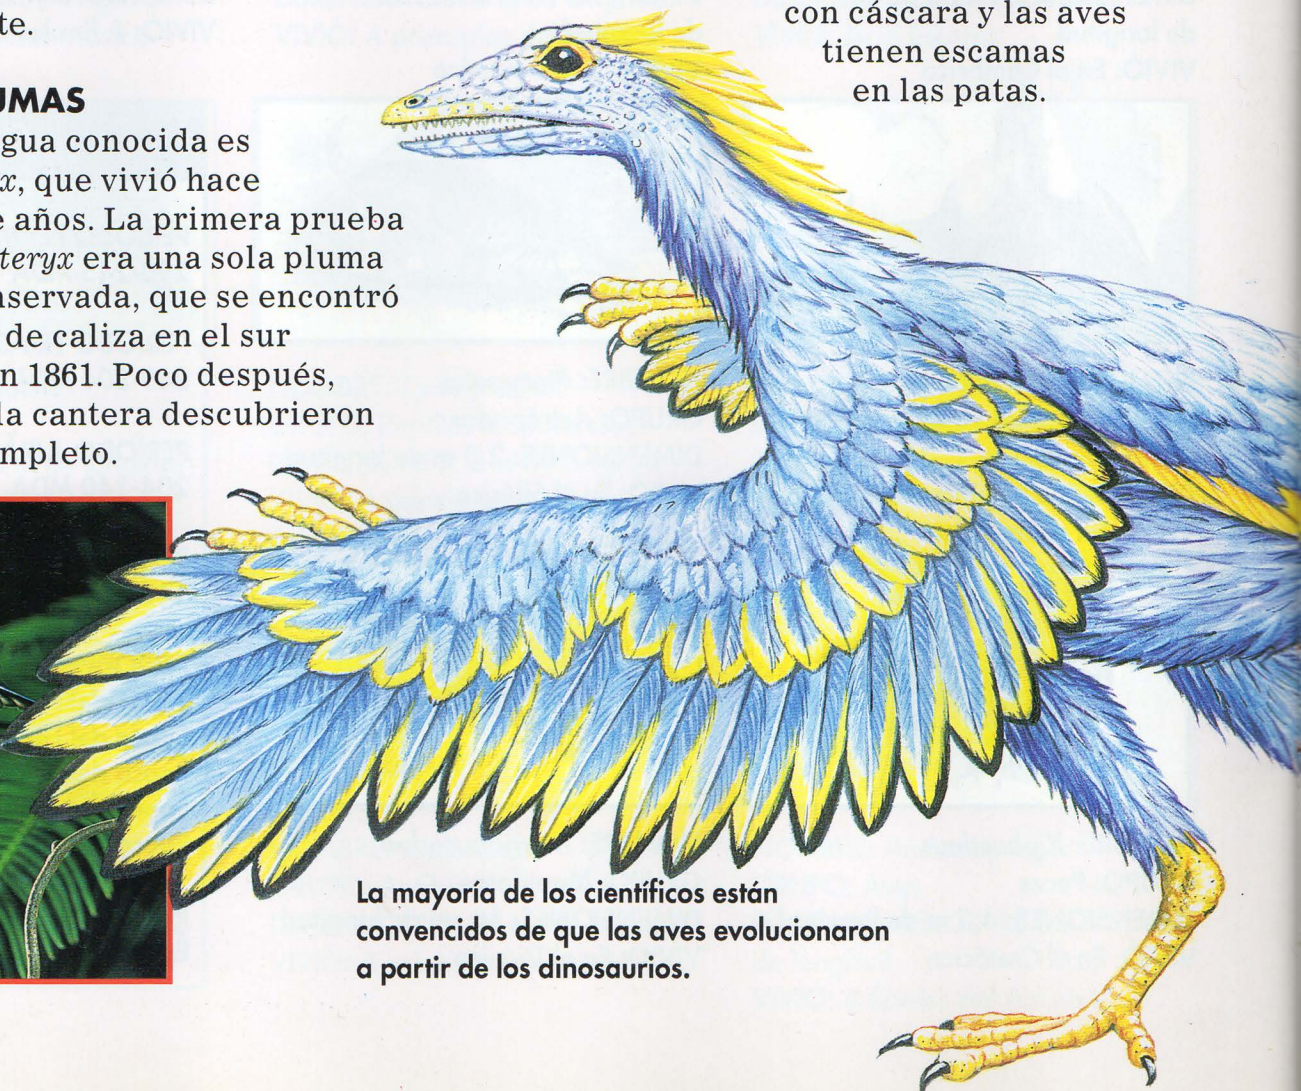 te.
UMAS
gua conocida es
x, que vivió hace
e años. La primera prueba
teryx era una sola pluma
nservada, que se encontró
de caliza en el sur
n 1861. Poco después,
la cantera descubrieron
mpleto.
con cáscara y las aves
tienen escamas
en las patas.
La mayoría de los científicos están
convencidos de que las aves evolucionaron
a partir de los dinosaurios.